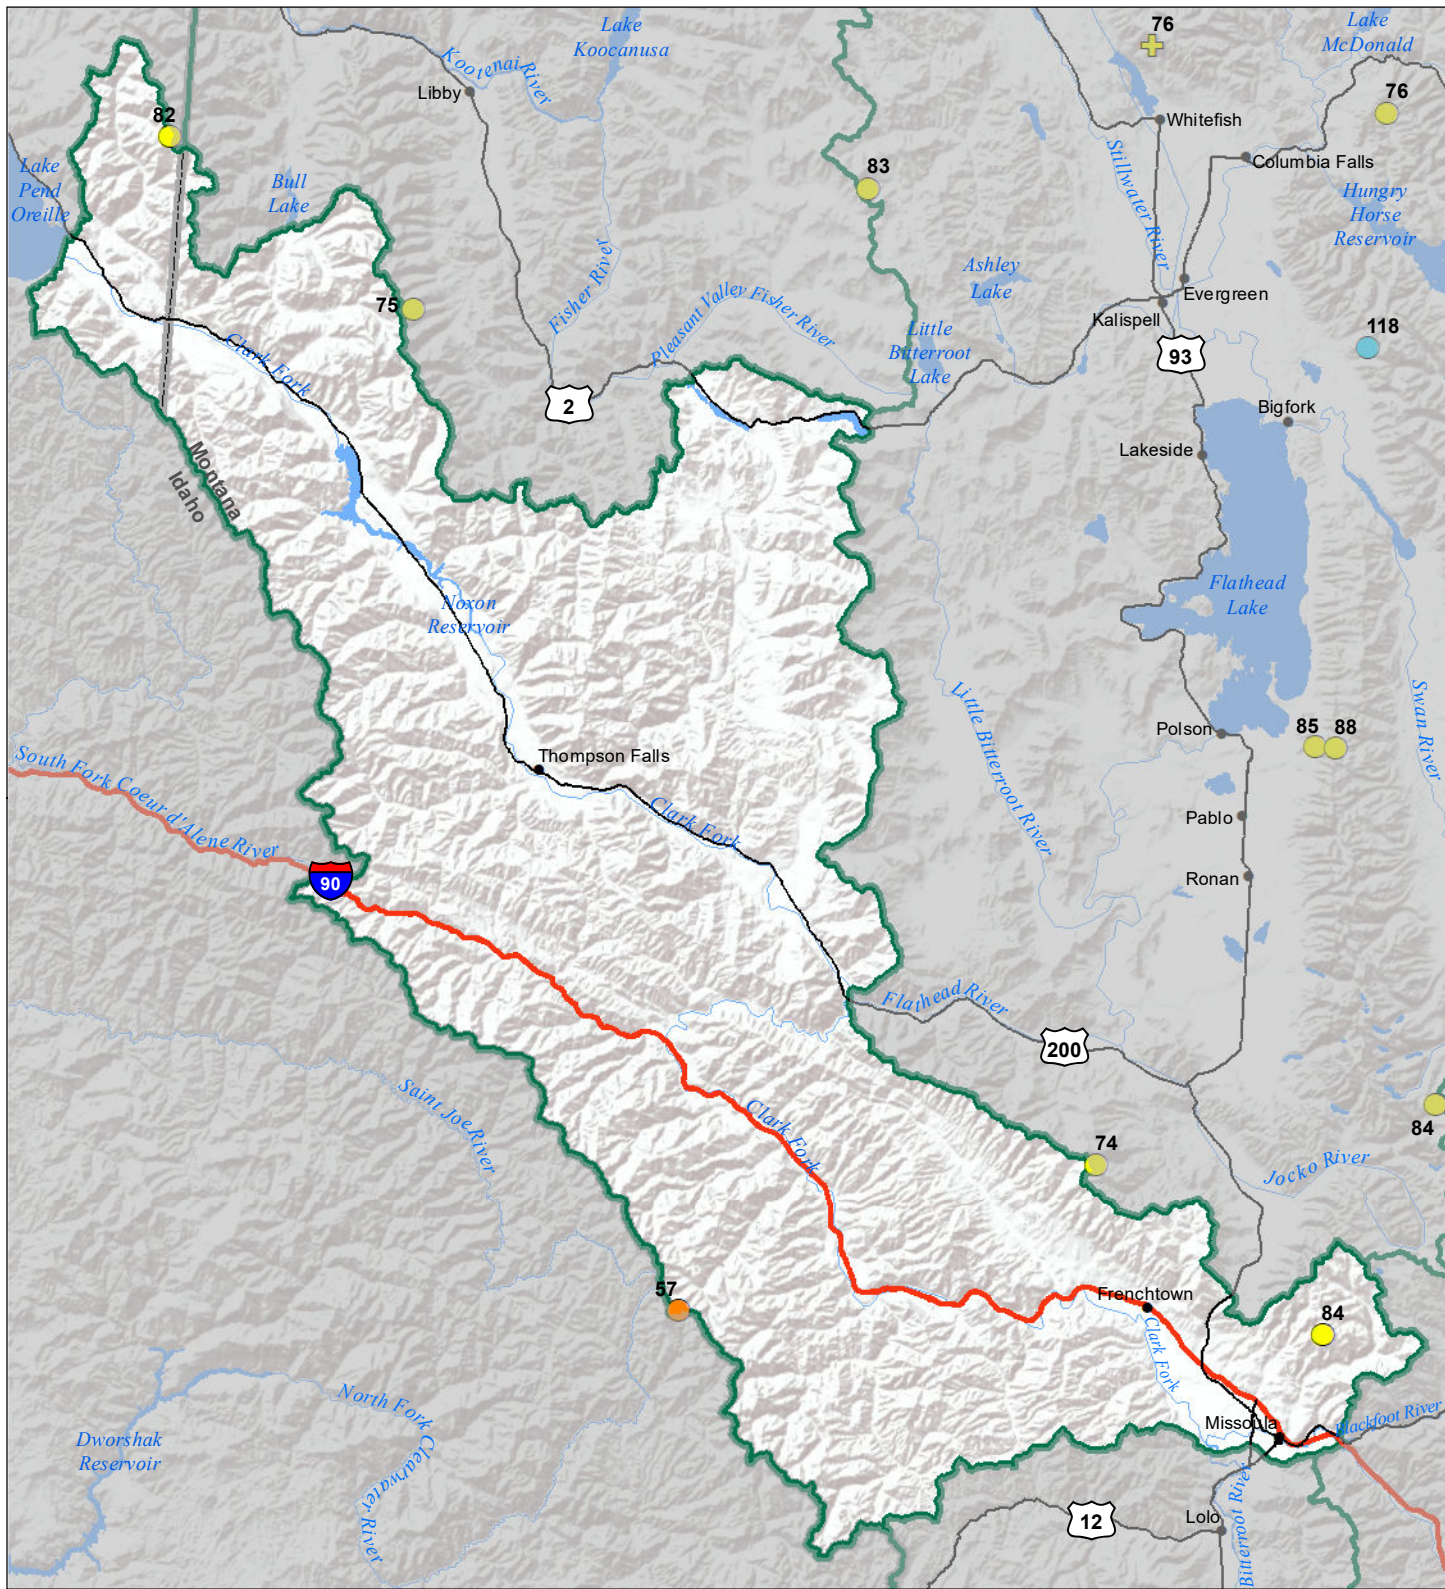 Lake
Koocanusa
76
Lake
McDonald
Kootenai River
Libby
76
82
Whitefish
Columbia Falls
Stillwater River
Lake
Pend
Oreille
Bull
Lake
83
Hungry
Horse
Reservoir
Fisher River
Ashley
Lake
75
Evergreen
Kalispell
Pleasant Valley Fisher River
Little
Bitterroot
Lake
118
93
Clark Fork
2
Bigfork
Lakeside
Montana
Idaho
Flathead
Lake
Noxon
Reservoir
Little Bitterroot River
Swan River
Polson
85
88
Thompson Falls
South Fork Coeur d'Alene River
Clark Fork
Pablo
90
Ronan
Flathead River
200
Saint Joe River
Clark Fork
84
74
Jocko River
57
Frenchtown
84
Clark Fork
North Fork Clearwater River
Missoula
Blackfoot River
Dworshak
Reservoir
12
Lolo
Bitterroot River